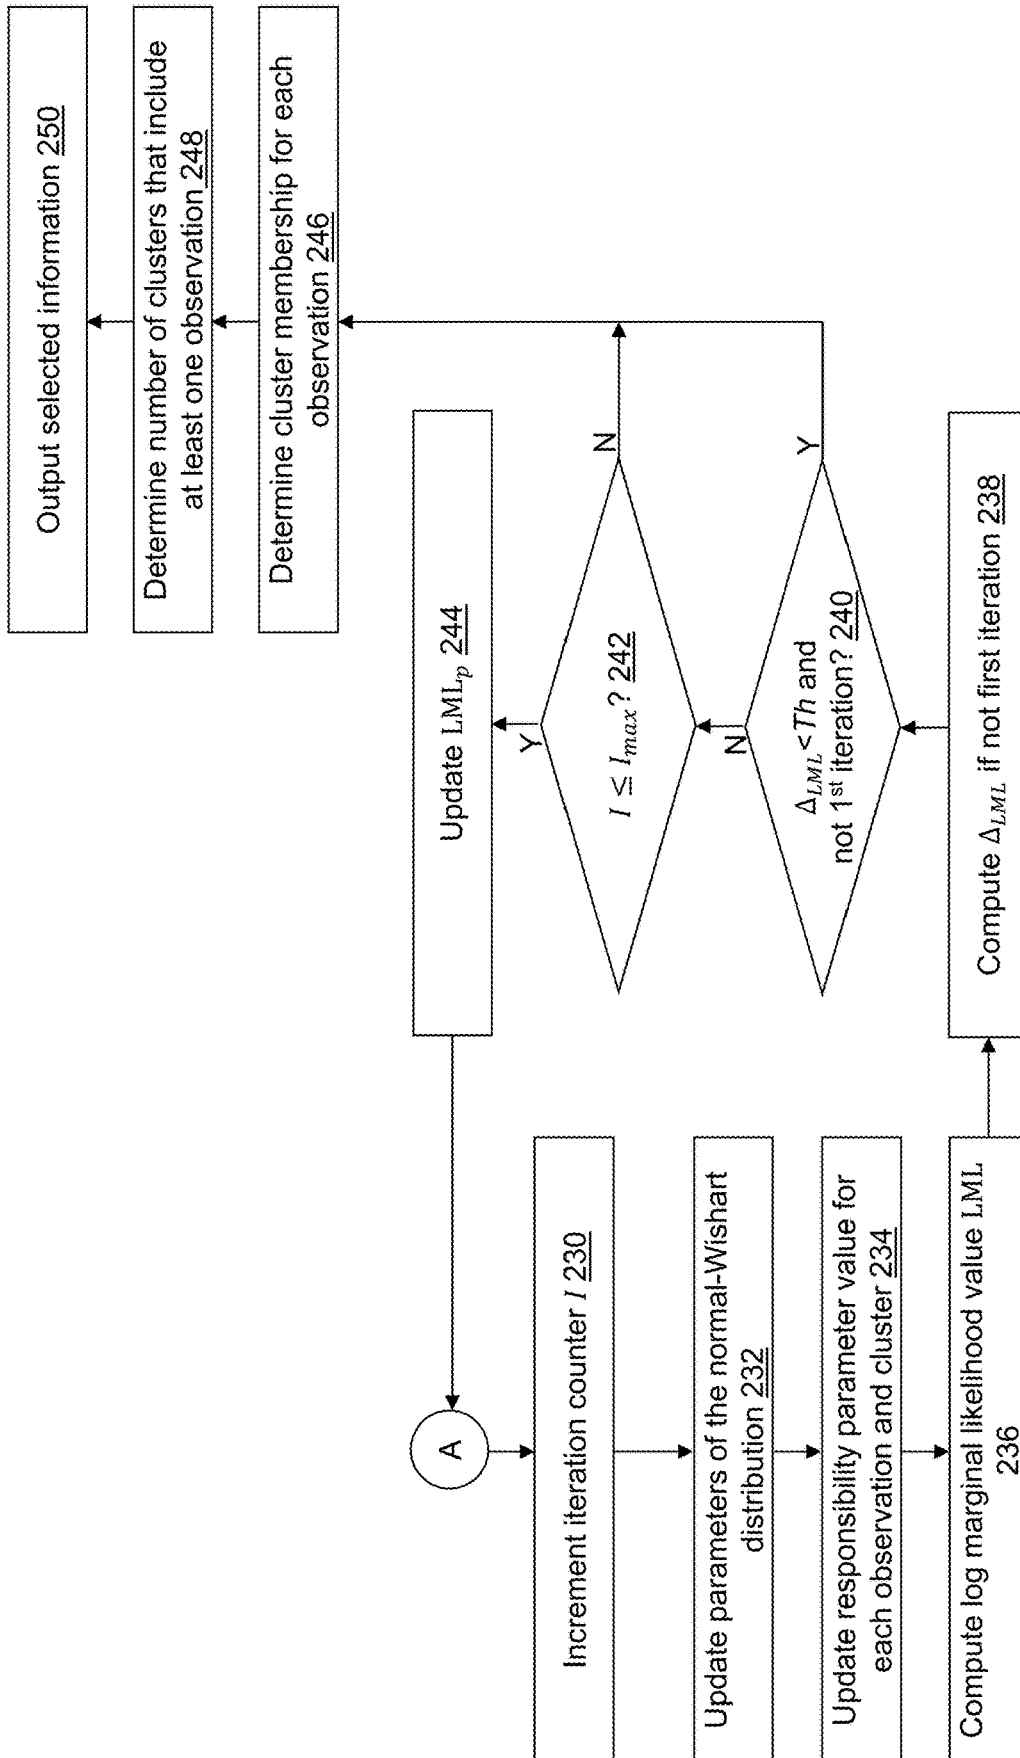 A
Increment iteration counter I 230
Update parameters of the normal-Wishart
distribution 232
Update responsibility parameter value for
each observation and cluster 234
Compute log marginal likelihood value LML
236
Compute Δ_LML if not first iteration 238
Δ_LML<Th and
not 1st iteration? 240
Y
N
I ≤ I_max? 242
N
Y
Update LML_p 244
Determine cluster membership for each
observation 246
Determine number of clusters that include
at least one observation 248
Output selected information 250